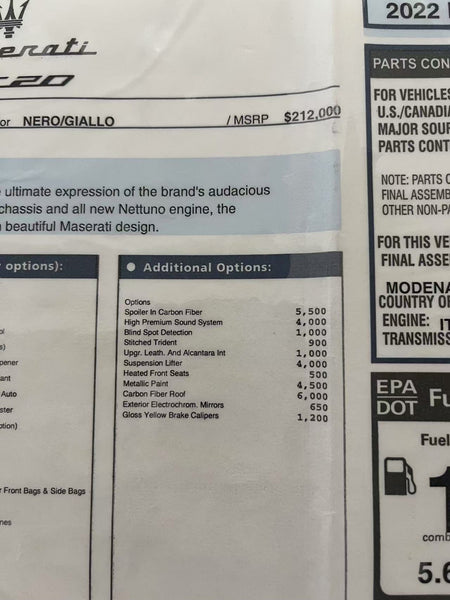 2022
erati
C20
or NERO/GIALLO / MSRP $212,000
ultimate expression of the brand's audacious
chassis and all new Nettuno engine, the
beautiful Maserati design.
options):
Additional Options:
Options
Spoiler In Carbon Fiber 5,500
High Premium Sound System 4,000
Blind Spot Detection 1,000
Stitched Trident 900
Upgr. Leath. And Alcantara Int 1,000
Suspension Lifter 4,000
Heated Front Seats 500
Metallic Paint 4,500
Carbon Fiber Roof 6,000
Exterior Electrochrom. Mirrors 650
Gloss Yellow Brake Calipers 1,200
Auto
r Front Bags & Side Bags
PARTS CON
FOR VEHICLES
U.S./CANADIA
MAJOR SOUR
PARTS CONT
NOTE: PARTS C
FINAL ASSEMB
OTHER NON-PA
FOR THIS VE
FINAL ASSE
MODENA
COUNTRY O
ENGINE: IT
TRANSMISS
EPA
DOT
Fu
Fuel
1
comb
5.6